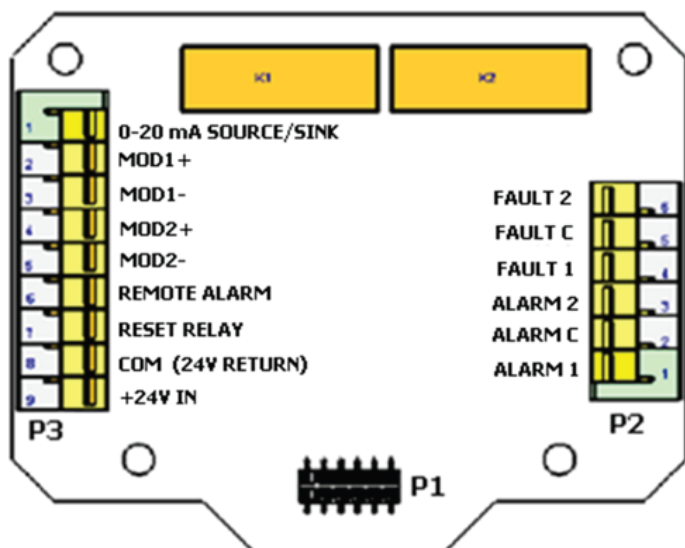 K1
K2
1
0-20 mA SOURCE/SINK
2
MOD1+
3
MOD1-
4
MOD2+
5
MOD2-
6
REMOTE ALARM
7
RESET RELAY
8
COM (24V RETURN)
9
+24V IN
P3
FAULT 2
6
FAULT C
5
FAULT 1
4
ALARM 2
3
ALARM C
2
ALARM 1
1
P2
P1